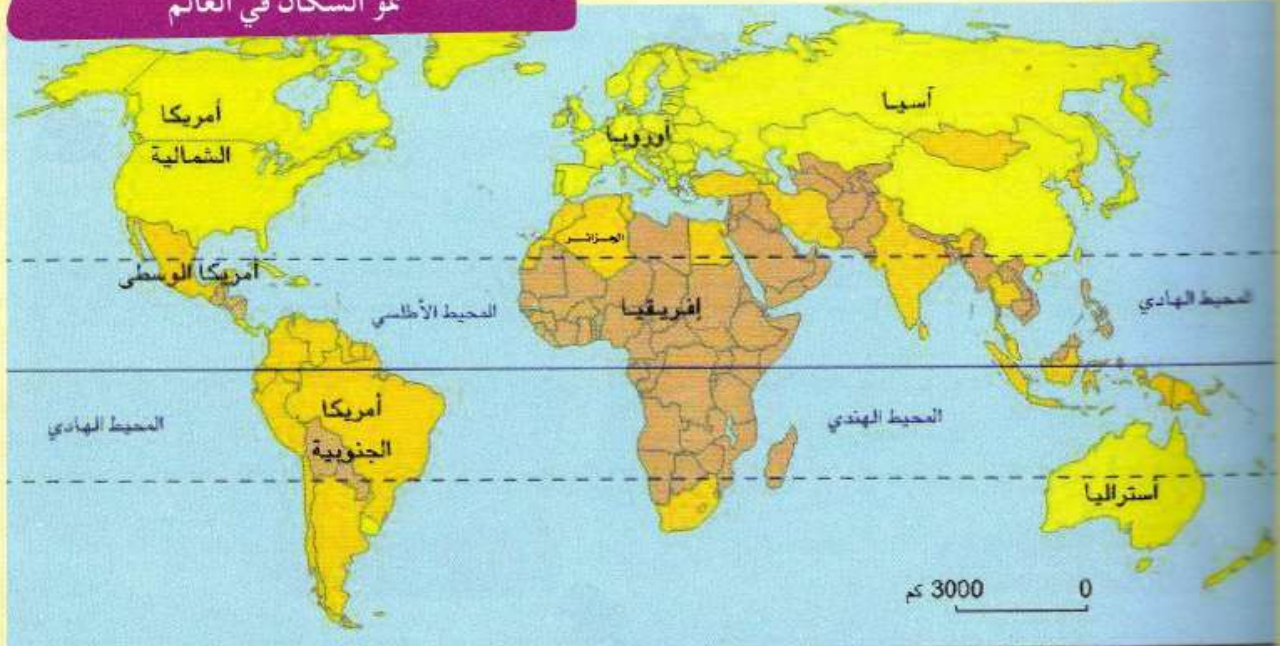 نمو السكان في العالم
أمريكا
الشمالية
أوروبا
آسيا
الجزائر
أمريكا الوسطى
المحيط الأطلسي
إفريقيا
المحيط الهادي
المحيط الهادي
أمريكا
الجنوبية
المحيط الهندي
أستراليا
3000 كم 0